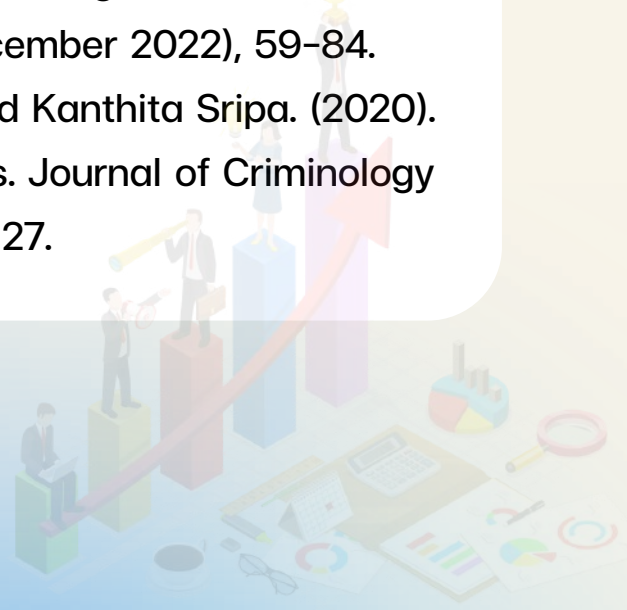 cember 2022), 59-84.
d Kanthita Sripa. (2020).
s. Journal of Criminology
27.